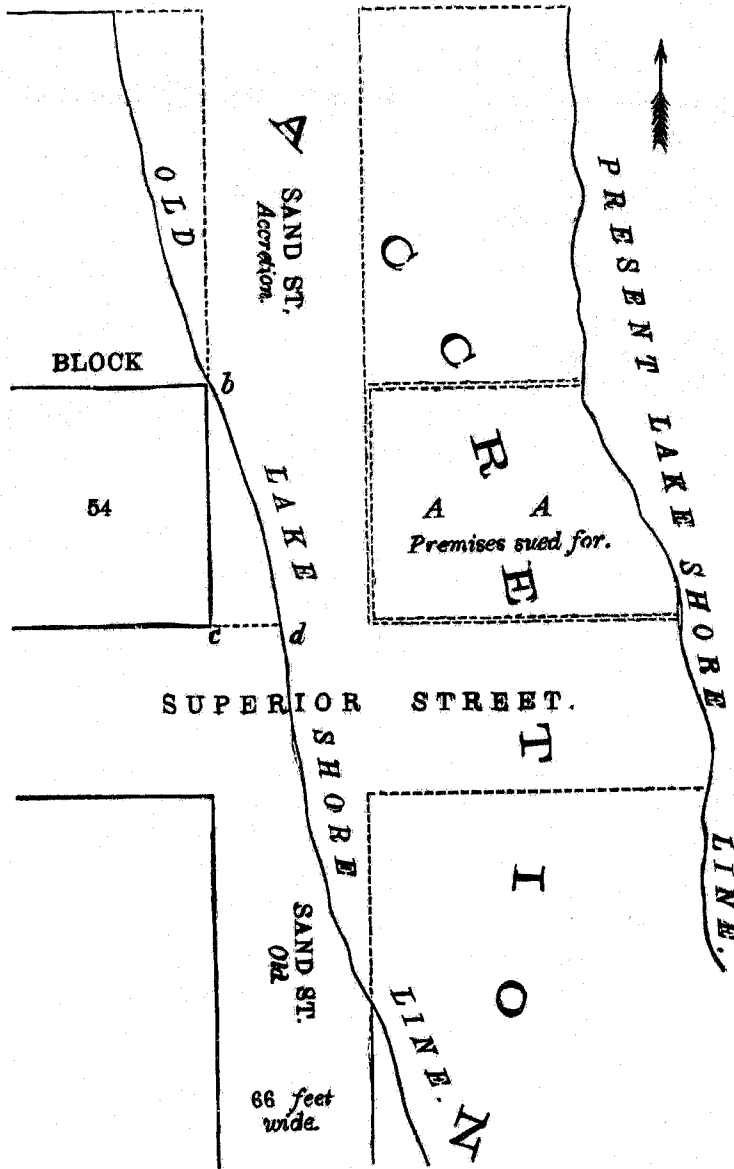 OLD LAKE SHORE LINE.
PRESENT LAKE SHORE LINE.
ACCRETION
SAND ST.
Accretion.
BLOCK
b
54
A A
Premises sued for.
c d
SUPERIOR STREET.
SAND ST.
Old
66 feet
wide.